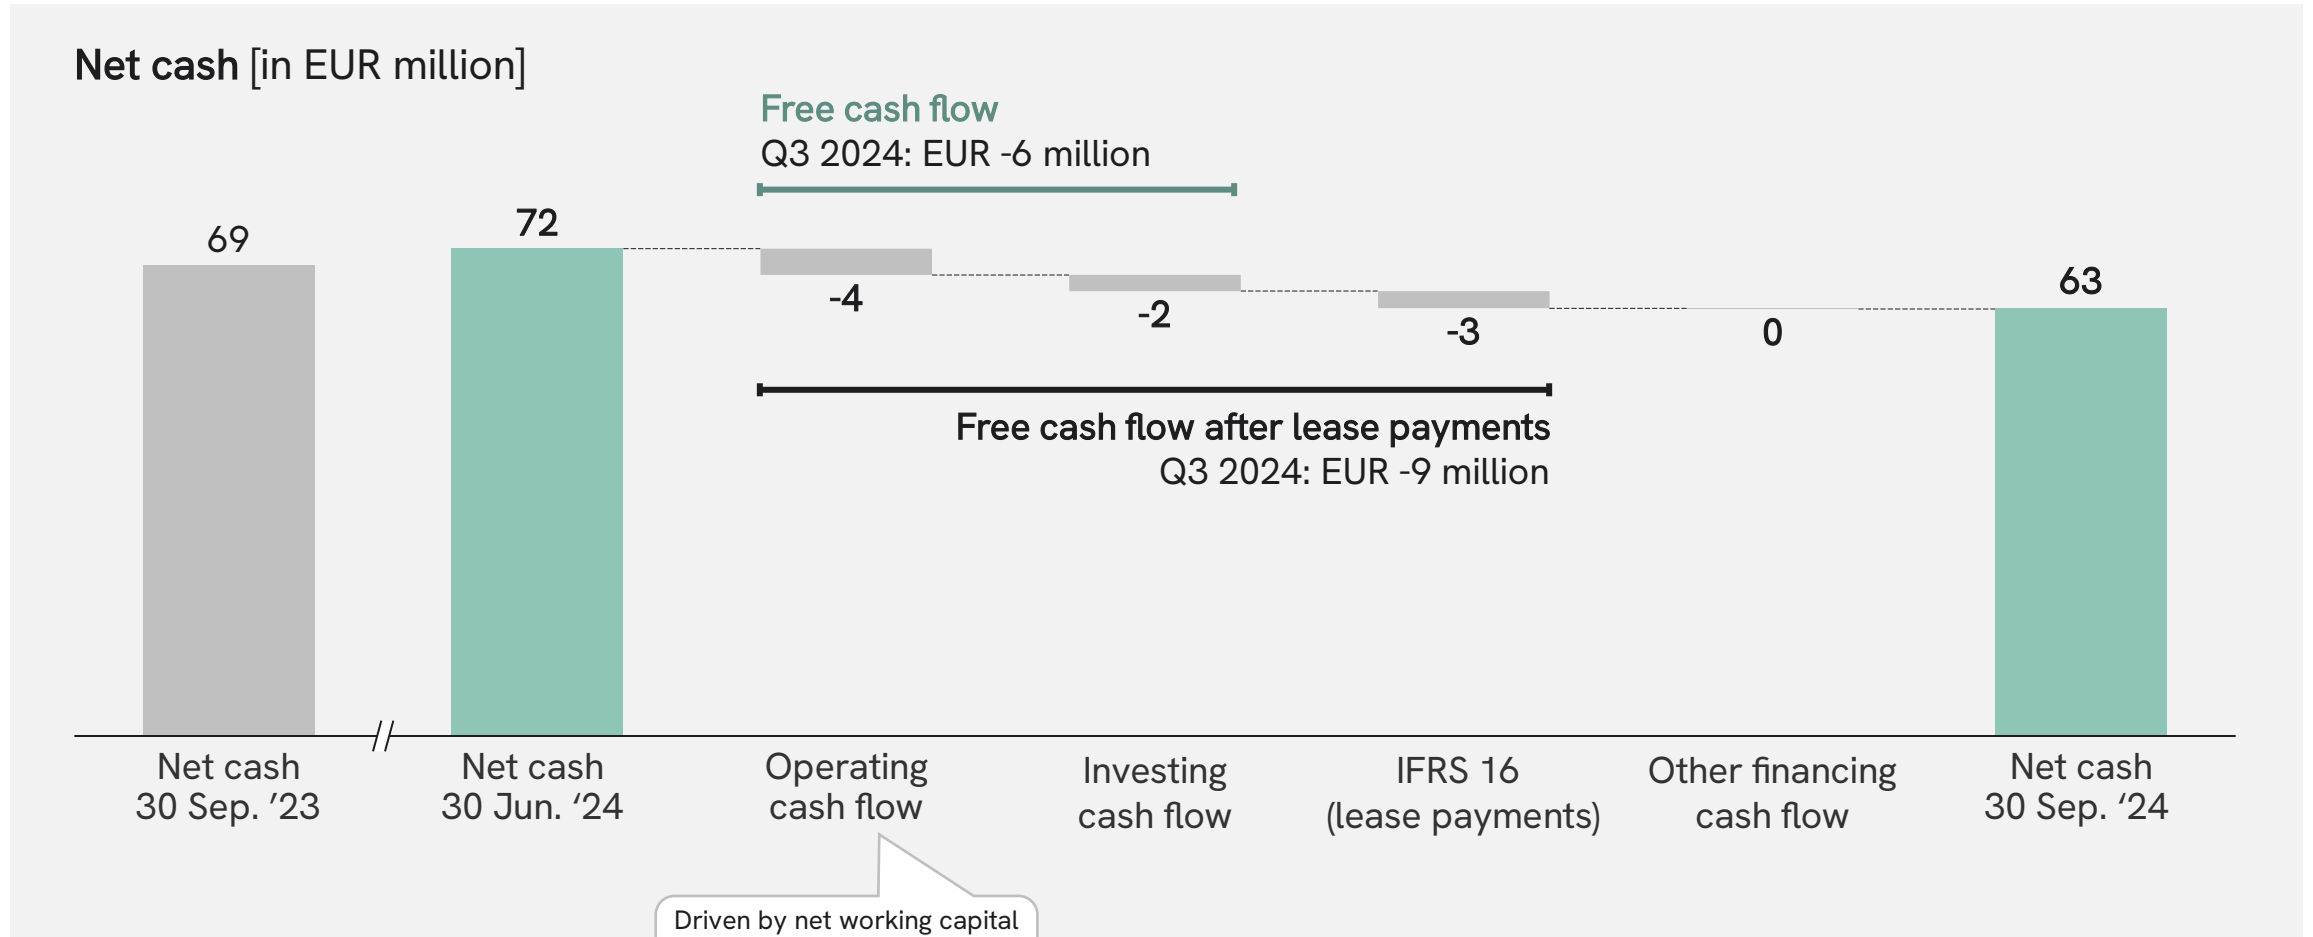 Net cash [in EUR million]
Free cash flow
Q3 2024: EUR -6 million
69
72
-4
-2
-3
0
63
Free cash flow after lease payments
Q3 2024: EUR -9 million
Net cash
30 Sep. ’23
Net cash
30 Jun. ‘24
Operating
cash flow
Investing
cash flow
IFRS 16
(lease payments)
Other financing
cash flow
Net cash
30 Sep. ‘24
Driven by net working capital